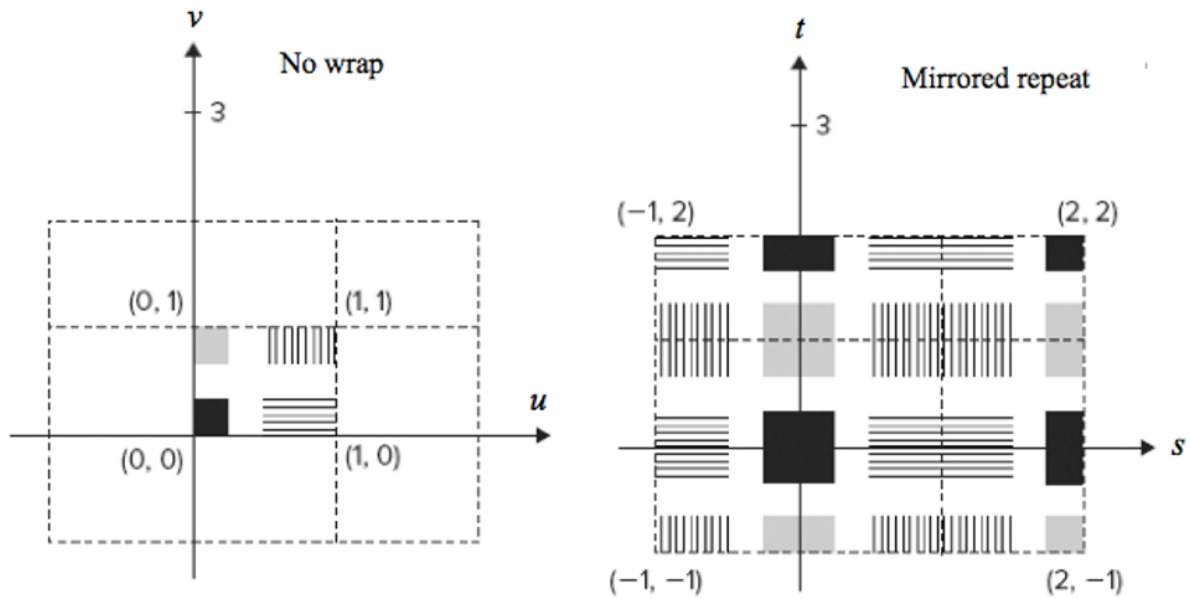 v
No wrap
3
(0, 1)
(1, 1)
u
(0, 0)
(1, 0)
t
Mirrored repeat
3
(−1, 2)
(2, 2)
s
(−1, −1)
(2, −1)